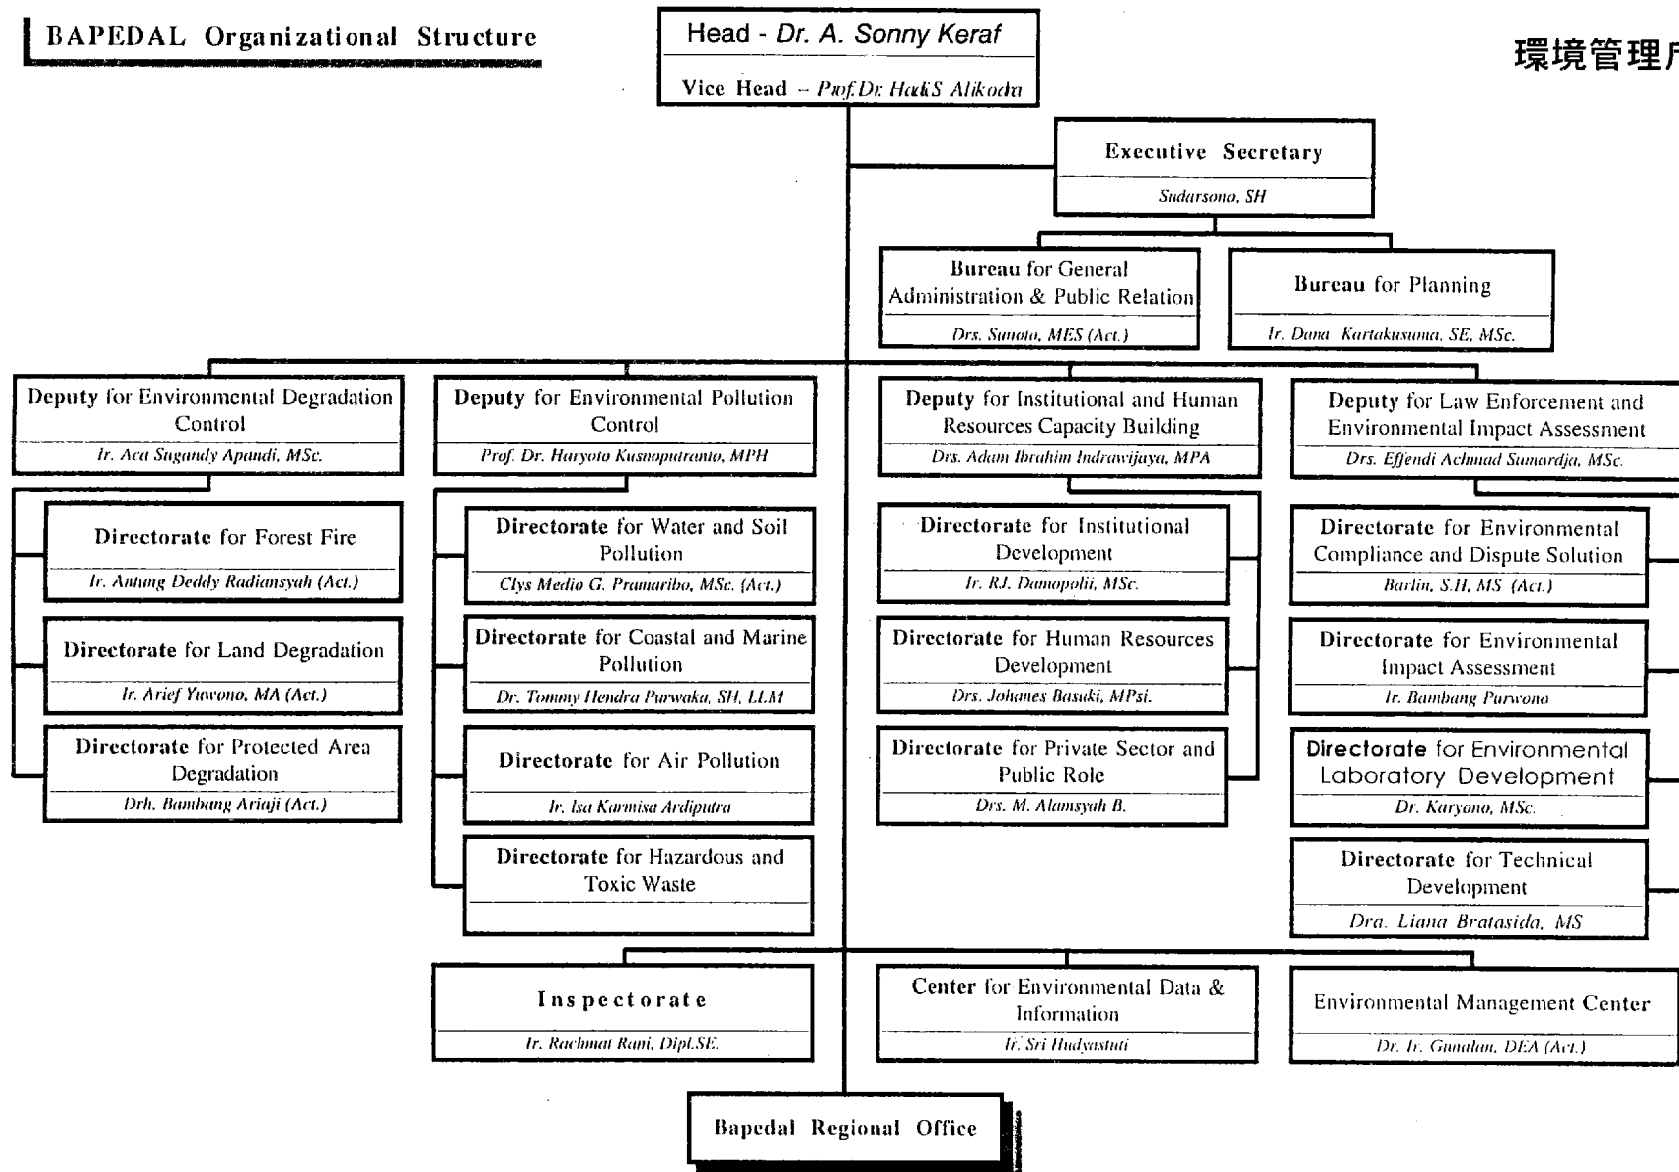 BAPEDAL Organizational Structure
Head - Dr. A. Sonny Keraf
Vice Head – Prof.Dr. HadiS Alikodra
環境管理庁
Executive Secretary
Sudarsono, SH
Bureau for General
Administration & Public Relation
Drs. Sunoto, MES (Act.)
Bureau for Planning
Ir. Dana Kartakusuma, SE, MSc.
Deputy for Environmental Degradation
Control
Ir. Aca Sugandy Apandi, MSc.
Deputy for Environmental Pollution
Control
Prof. Dr. Haryoto Kusnoputranto, MPH
Deputy for Institutional and Human
Resources Capacity Building
Drs. Adam Ibrahim Indrawijaya, MPA
Deputy for Law Enforcement and
Environmental Impact Assessment
Drs. Effendi Achmad Sumardja, MSc.
Directorate for Forest Fire
Ir. Antung Deddy Radiansyah (Act.)
Directorate for Land Degradation
Ir. Arief Yuwono, MA (Act.)
Directorate for Protected Area
Degradation
Drh. Bambang Ariaji (Act.)
Directorate for Water and Soil
Pollution
Clys Medio G. Pramaribo, MSc. (Act.)
Directorate for Coastal and Marine
Pollution
Dr. Tommy Hendra Purwaka, SH, LLM
Directorate for Air Pollution
Ir. Isa Karmisa Ardiputra
Directorate for Hazardous and
Toxic Waste
Directorate for Institutional
Development
Ir. RJ. Damopolii, MSc.
Directorate for Human Resources
Development
Drs. Johanes Basuki, MPsi.
Directorate for Private Sector and
Public Role
Drs. M. Alamsyah B.
Directorate for Environmental
Compliance and Dispute Solution
Barlin, S.H, MS (Act.)
Directorate for Environmental
Impact Assessment
Ir. Bambang Purwono
Directorate for Environmental
Laboratory Development
Dr. Karyono, MSc.
Directorate for Technical
Development
Dra. Liana Bratasida, MS
Inspectorate
Ir. Rachmat Rani, Dipl.SE.
Center for Environmental Data &
Information
Ir. Sri Hudyastuti
Environmental Management Center
Dr. Ir. Gunalan, DEA (Act.)
Bapedal Regional Office